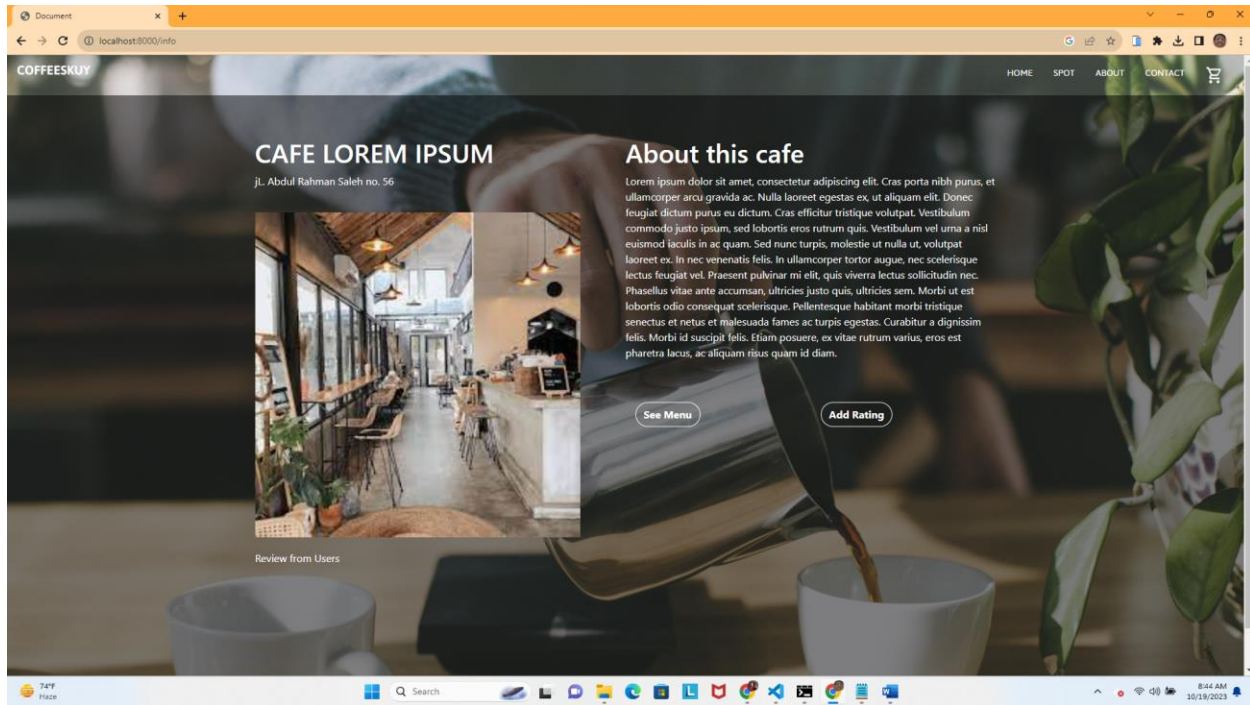 Document
localhost:8000/info
COFFEESKUY
HOME SPOT ABOUT CONTACT
CAFE LOREM IPSUM
jL. Abdul Rahman Saleh no. 56
About this cafe
Lorem ipsum dolor sit amet, consectetur adipiscing elit. Cras porta nibh purus, et
ullamcorper arcu gravida ac. Nulla laoreet egestas ex, ut aliquam elit. Donec
feugiat dictum purus eu dictum. Cras efficitur tristique volutpat. Vestibulum
commodo justo ipsum, sed lobortis eros rutrum quis. Vestibulum vel urna a nisl
euismod iaculis in ac quam. Sed nunc turpis, molestie ut nulla ut, volutpat
laoreet ex. In nec venenatis felis. In ullamcorper tortor augue, nec scelerisque
lectus feugiat vel. Praesent pulvinar mi elit, quis viverra lectus sollicitudin nec.
Phasellus vitae ante accumsan, ultricies justo quis, ultricies sem. Morbi ut est
lobortis odio consequat scelerisque. Pellentesque habitant morbi tristique
senectus et netus et malesuada fames ac turpis egestas. Curabitur a dignissim
felis. Morbi id suscipit felis. Etiam posuere, ex vitae rutrum varius, eros est
pharetra lacus, ac aliquam risus quam id diam.
See Menu
Add Rating
Review from Users
74°F
Haze
Search
8:44 AM
10/19/2023